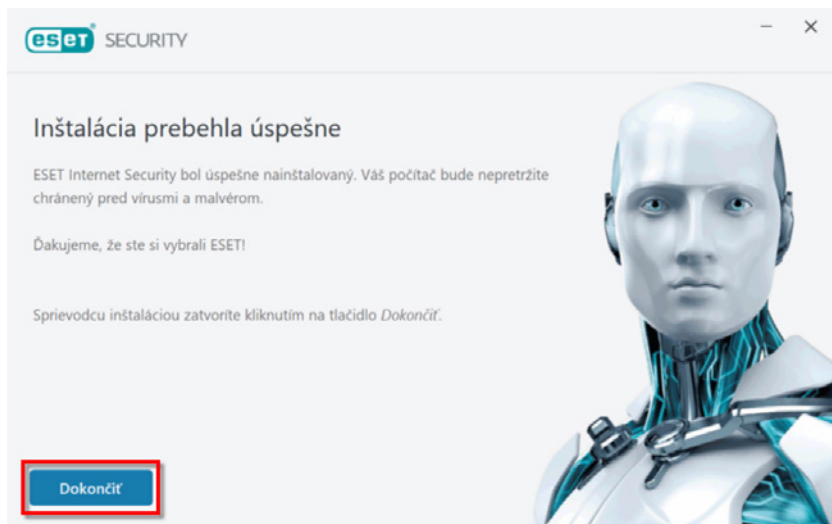 eset SECURITY
Inštalácia prebehla úspešne
ESET Internet Security bol úspešne nainštalovaný. Váš počítač bude nepretržite
chránený pred vírusmi a malvérom.
Ďakujeme, že ste si vybrali ESET!
Sprievodcu inštaláciou zatvoríte kliknutím na tlačidlo Dokončiť.
Dokončiť